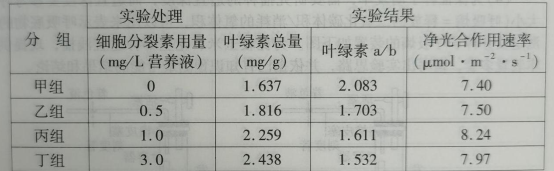 实验处理 实验结果
分 组 细胞分裂素用量 叶绿素总量 叶绿素 a/b 净光合作用速率
(mg/L 营养液) (mg/g) (μmol·m⁻²·s⁻¹)
甲组 0 1.637 2.083 7.40
乙组 0.5 1.816 1.703 7.50
丙组 1.0 2.259 1.611 8.24
丁组 3.0 2.438 1.532 7.97